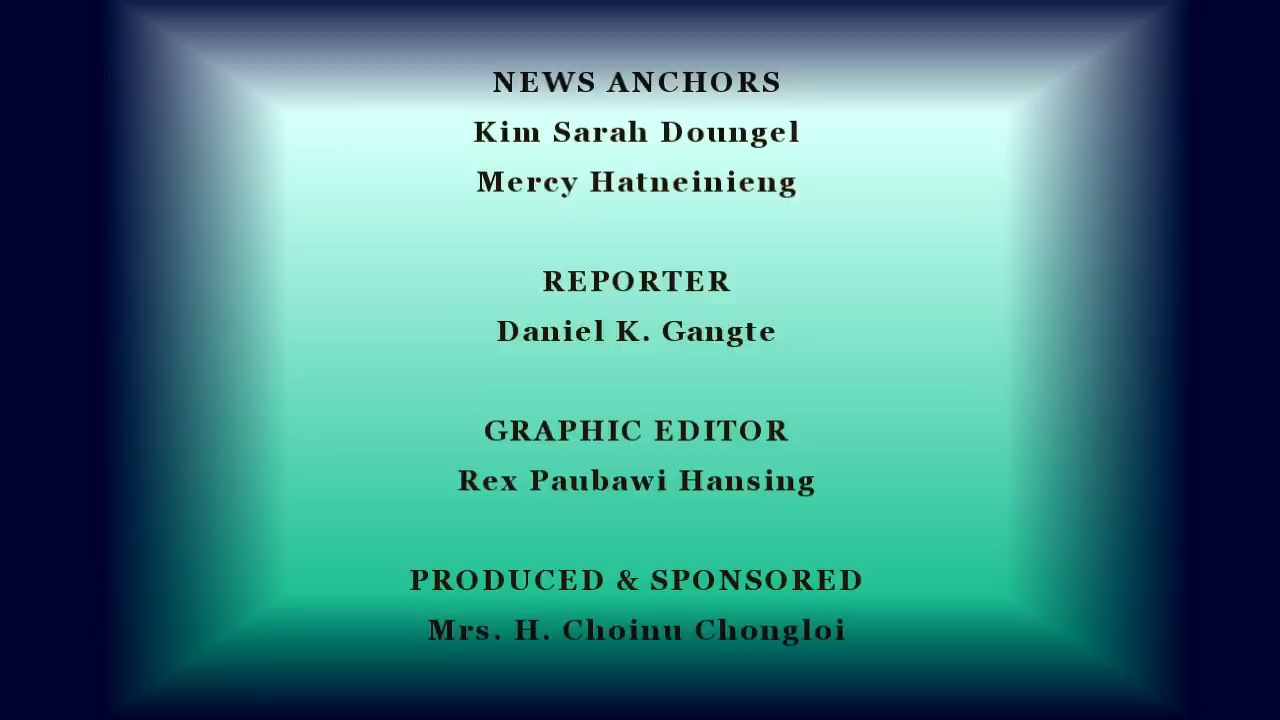 NEWS ANCHORS
Kim Sarah Doungel
Mercy Hatneinieng
REPORTER
Daniel K. Gangte
GRAPHIC EDITOR
Rex Paubawi Hansing
PRODUCED & SPONSORED
Mrs. H. Choinu Chongloi